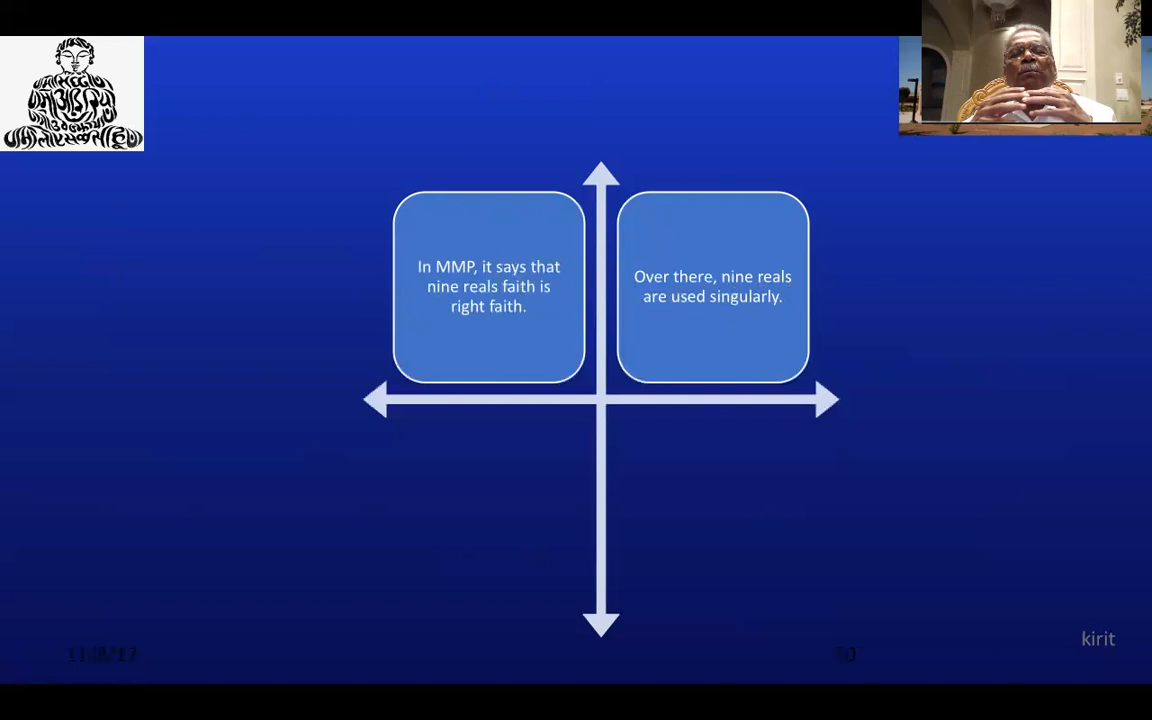 In MMP, it says that
nine reals faith is
right faith.
Over there, nine reals
are used singularly.
kirit